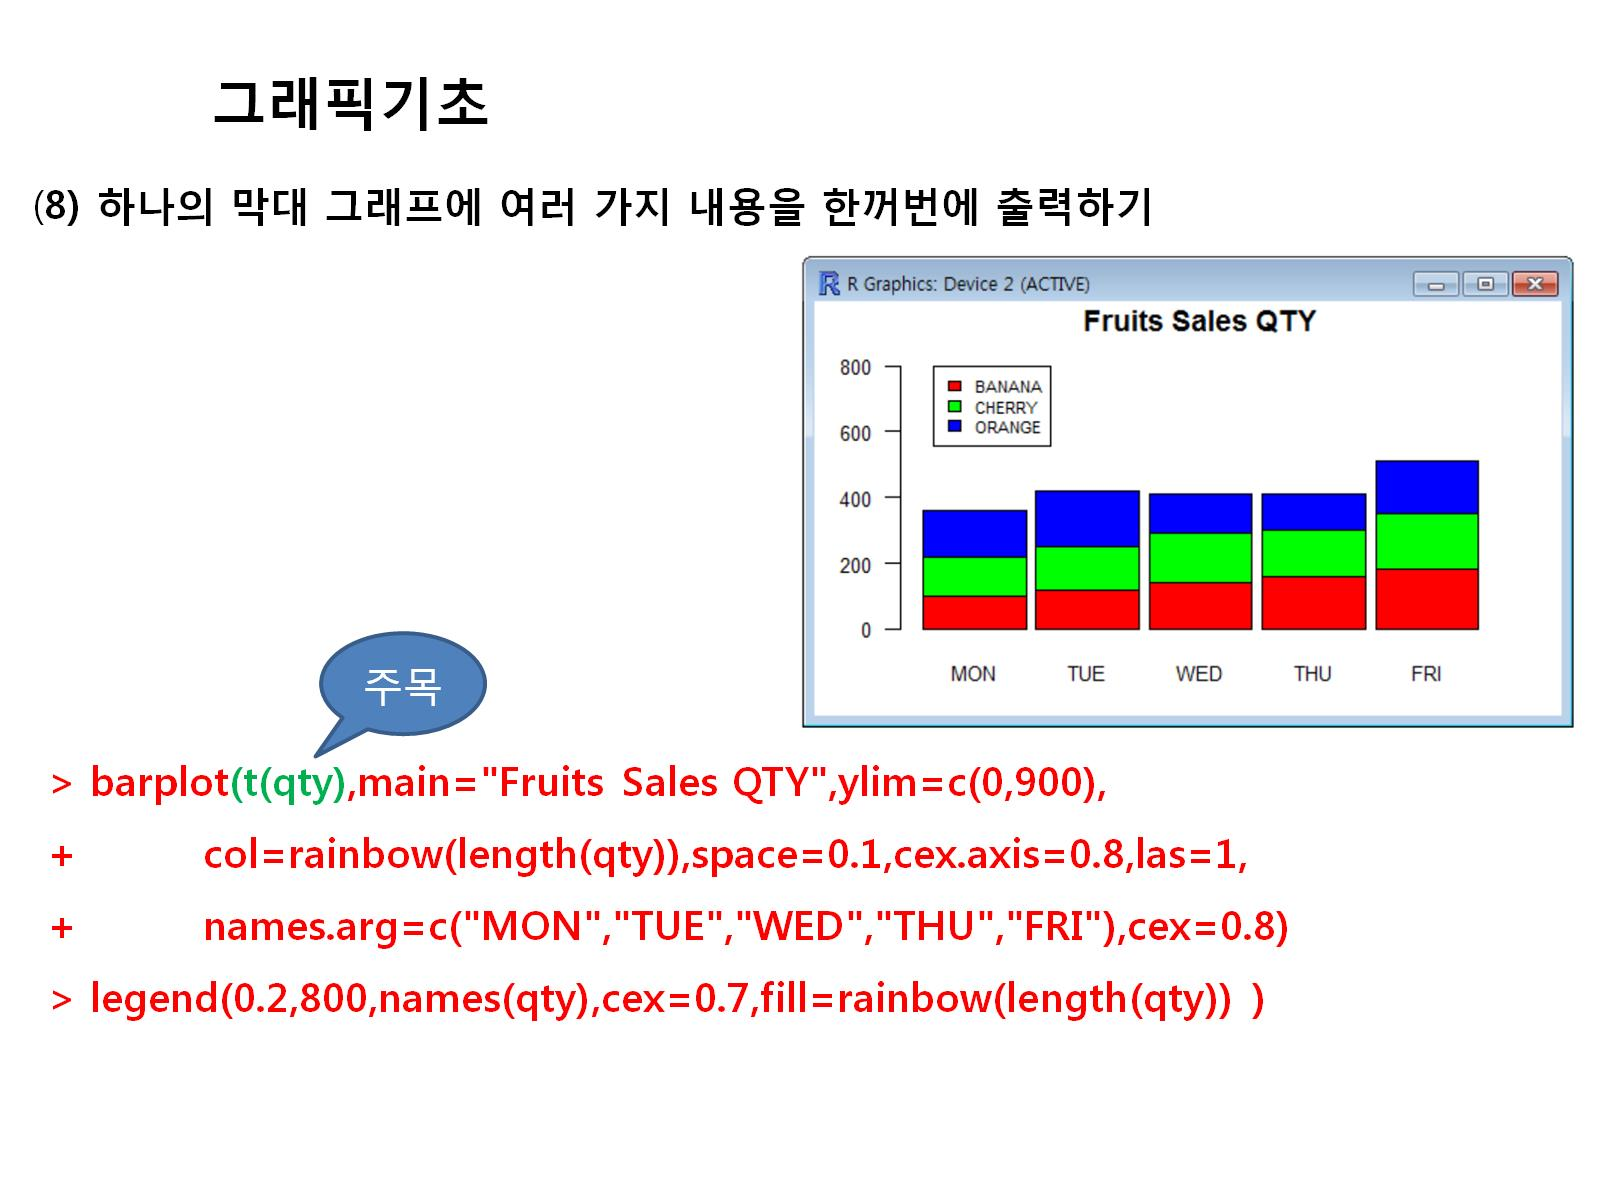 그래픽기초
(8) 하나의 막대 그래프에 여러 가지 내용을 한꺼번에 출력하기
R Graphics: Device 2 (ACTIVE)
Fruits Sales QTY
800
600
400
200
0
BANANA
CHERRY
ORANGE
MON TUE WED THU FRI
주목
> barplot(t(qty),main="Fruits Sales QTY",ylim=c(0,900),
+ col=rainbow(length(qty)),space=0.1,cex.axis=0.8,las=1,
+ names.arg=c("MON","TUE","WED","THU","FRI"),cex=0.8)
> legend(0.2,800,names(qty),cex=0.7,fill=rainbow(length(qty)) )